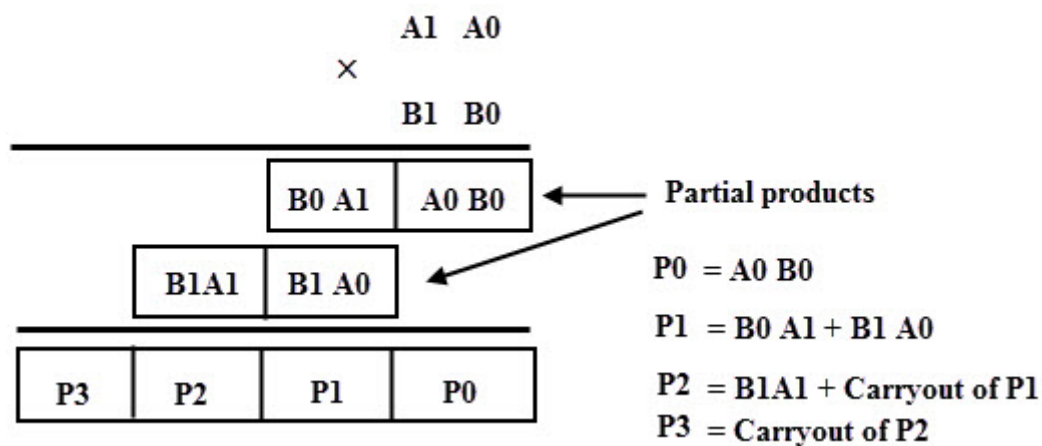 A1 A0
×
B1 B0
B0 A1 A0 B0
Partial products
B1A1 B1 A0
P0 = A0 B0
P1 = B0 A1 + B1 A0
P3 P2 P1 P0
P2 = B1A1 + Carryout of P1
P3 = Carryout of P2